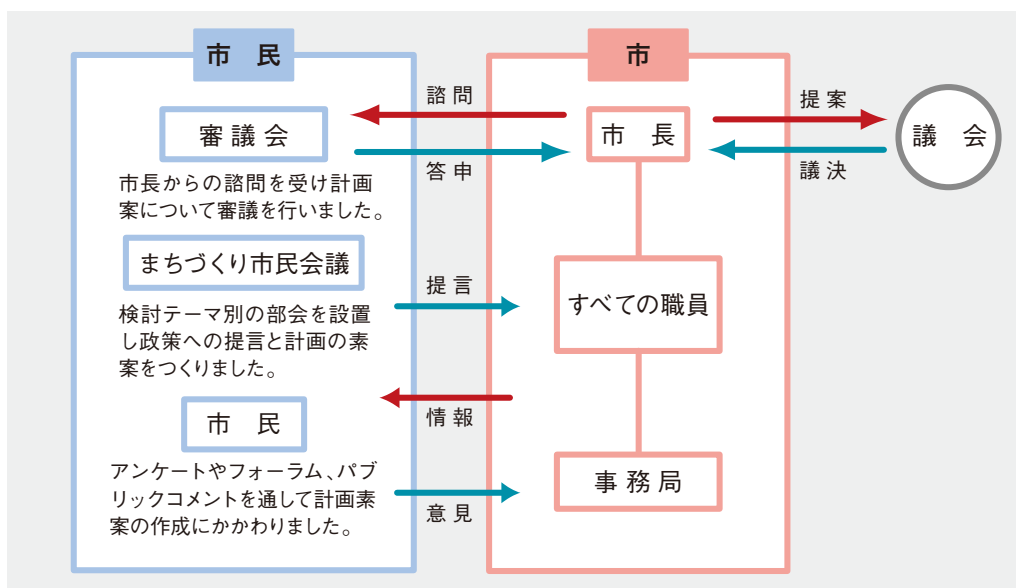 市 民
審議会
市長からの諮問を受け計画
案について審議を行いました。
まちづくり市民会議
検討テーマ別の部会を設置
し政策への提言と計画の素
案をつくりました。
市 民
アンケートやフォーラム、パブ
リックコメントを通して計画素
案の作成にかかわりました。
諮問
答申
提言
情報
意見
市
市長
すべての職員
事務局
提案
議決
議 会